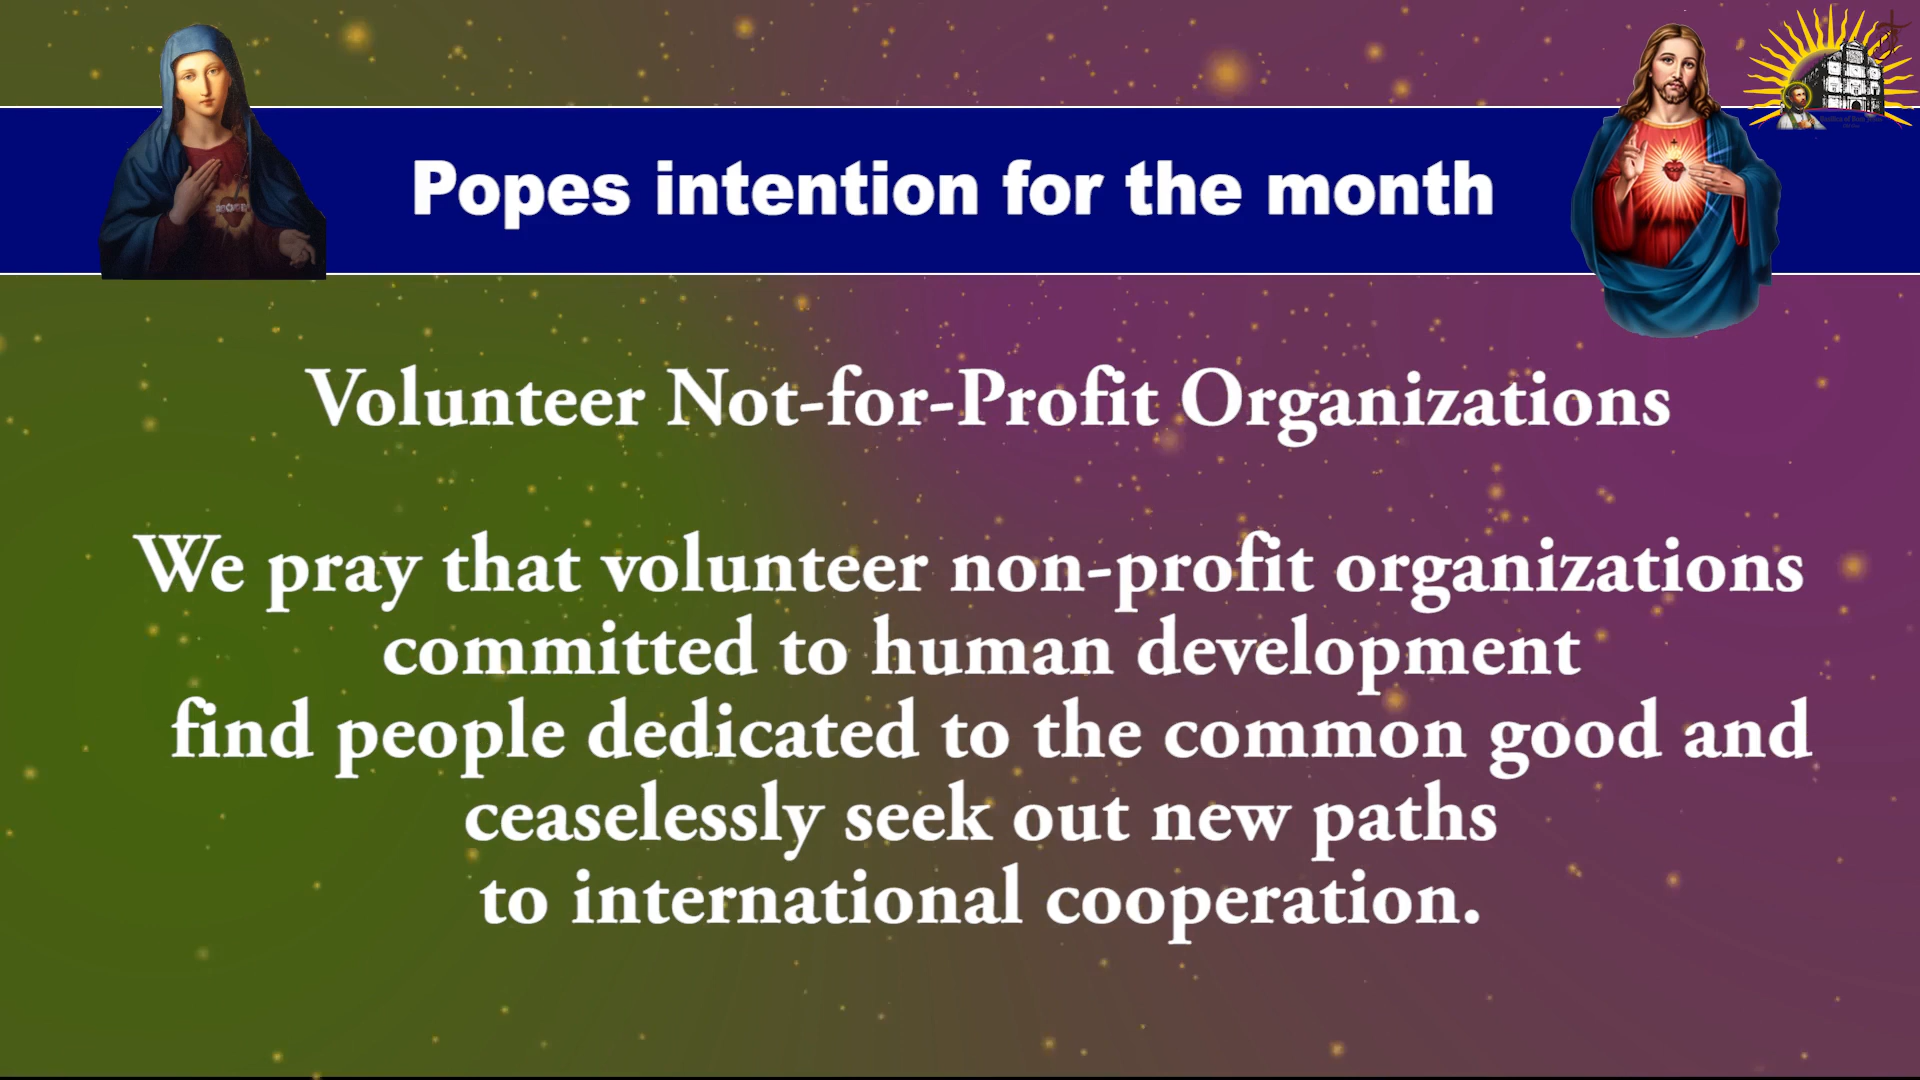 Popes intention for the month
Volunteer Not-for-Profit Organizations
We pray that volunteer non-profit organizations
committed to human development
find people dedicated to the common good and
ceaselessly seek out new paths
to international cooperation.